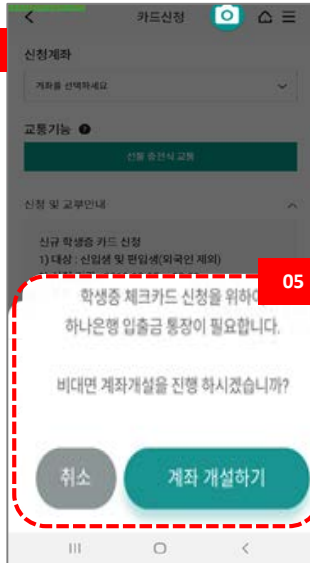 카드신청
신청계좌
계좌를 선택하세요
교통기능
선불 충전식 교통
신청 및 교부안내
신규 학생증 카드 신청
1) 대상 : 신입생 및 편입생(외국인 제외)
05
학생증 체크카드 신청을 위하
하나은행 입출금 통장이 필요합니다.
비대면 계좌개설을 진행 하시겠습니까?
취소
계좌 개설하기